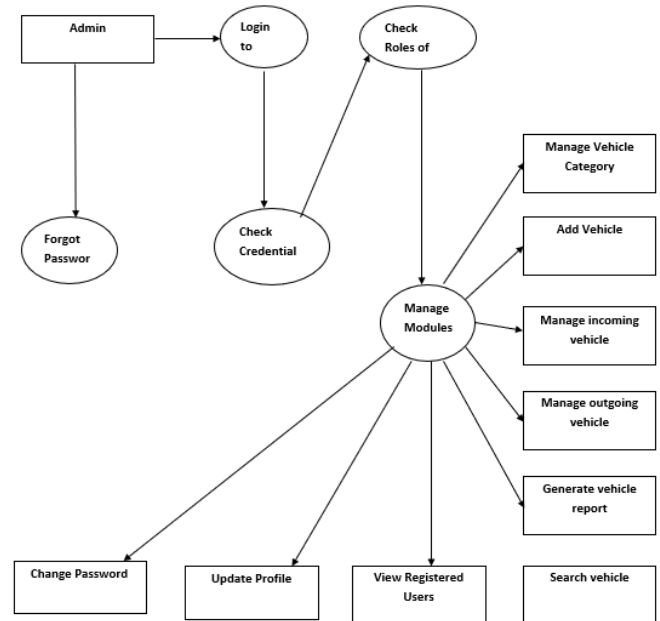 Admin
Login
to
Check
Roles of
Manage Vehicle
Category
Add Vehicle
Forgot
Passwor
Check
Credential
Manage
Modules
Manage incoming
vehicle
Manage outgoing
vehicle
Generate vehicle
report
Change Password
Update Profile
View Registered
Users
Search vehicle